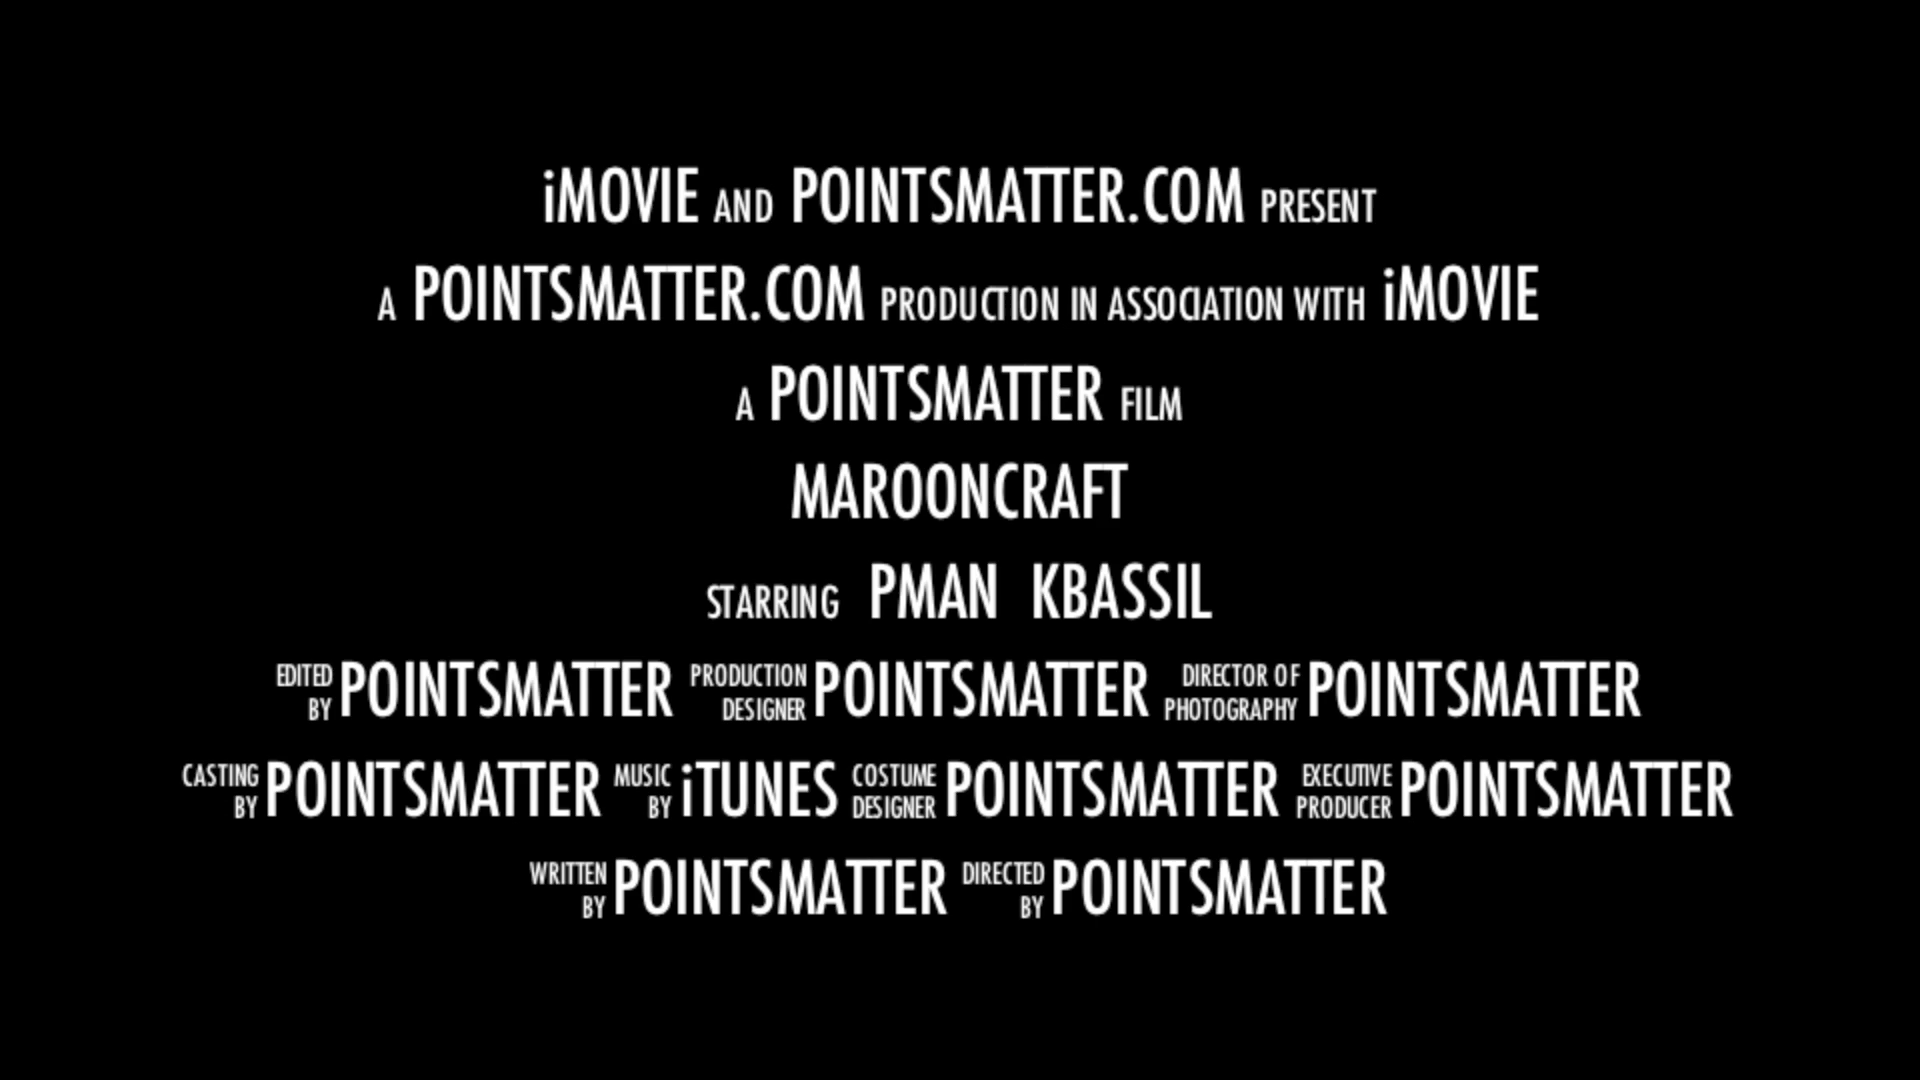 iMOVIE AND POINTSMATTER.COM PRESENT
A POINTSMATTER.COM PRODUCTION IN ASSOCIATION WITH iMOVIE
A POINTSMATTER FILM
MAROONCRAFT
STARRING PMAN KBASSIL
EDITED BY POINTSMATTER PRODUCTION DESIGNER POINTSMATTER DIRECTOR OF PHOTOGRAPHY POINTSMATTER
CASTING BY POINTSMATTER MUSIC BY iTUNES COSTUME DESIGNER POINTSMATTER EXECUTIVE PRODUCER POINTSMATTER
WRITTEN BY POINTSMATTER DIRECTED BY POINTSMATTER